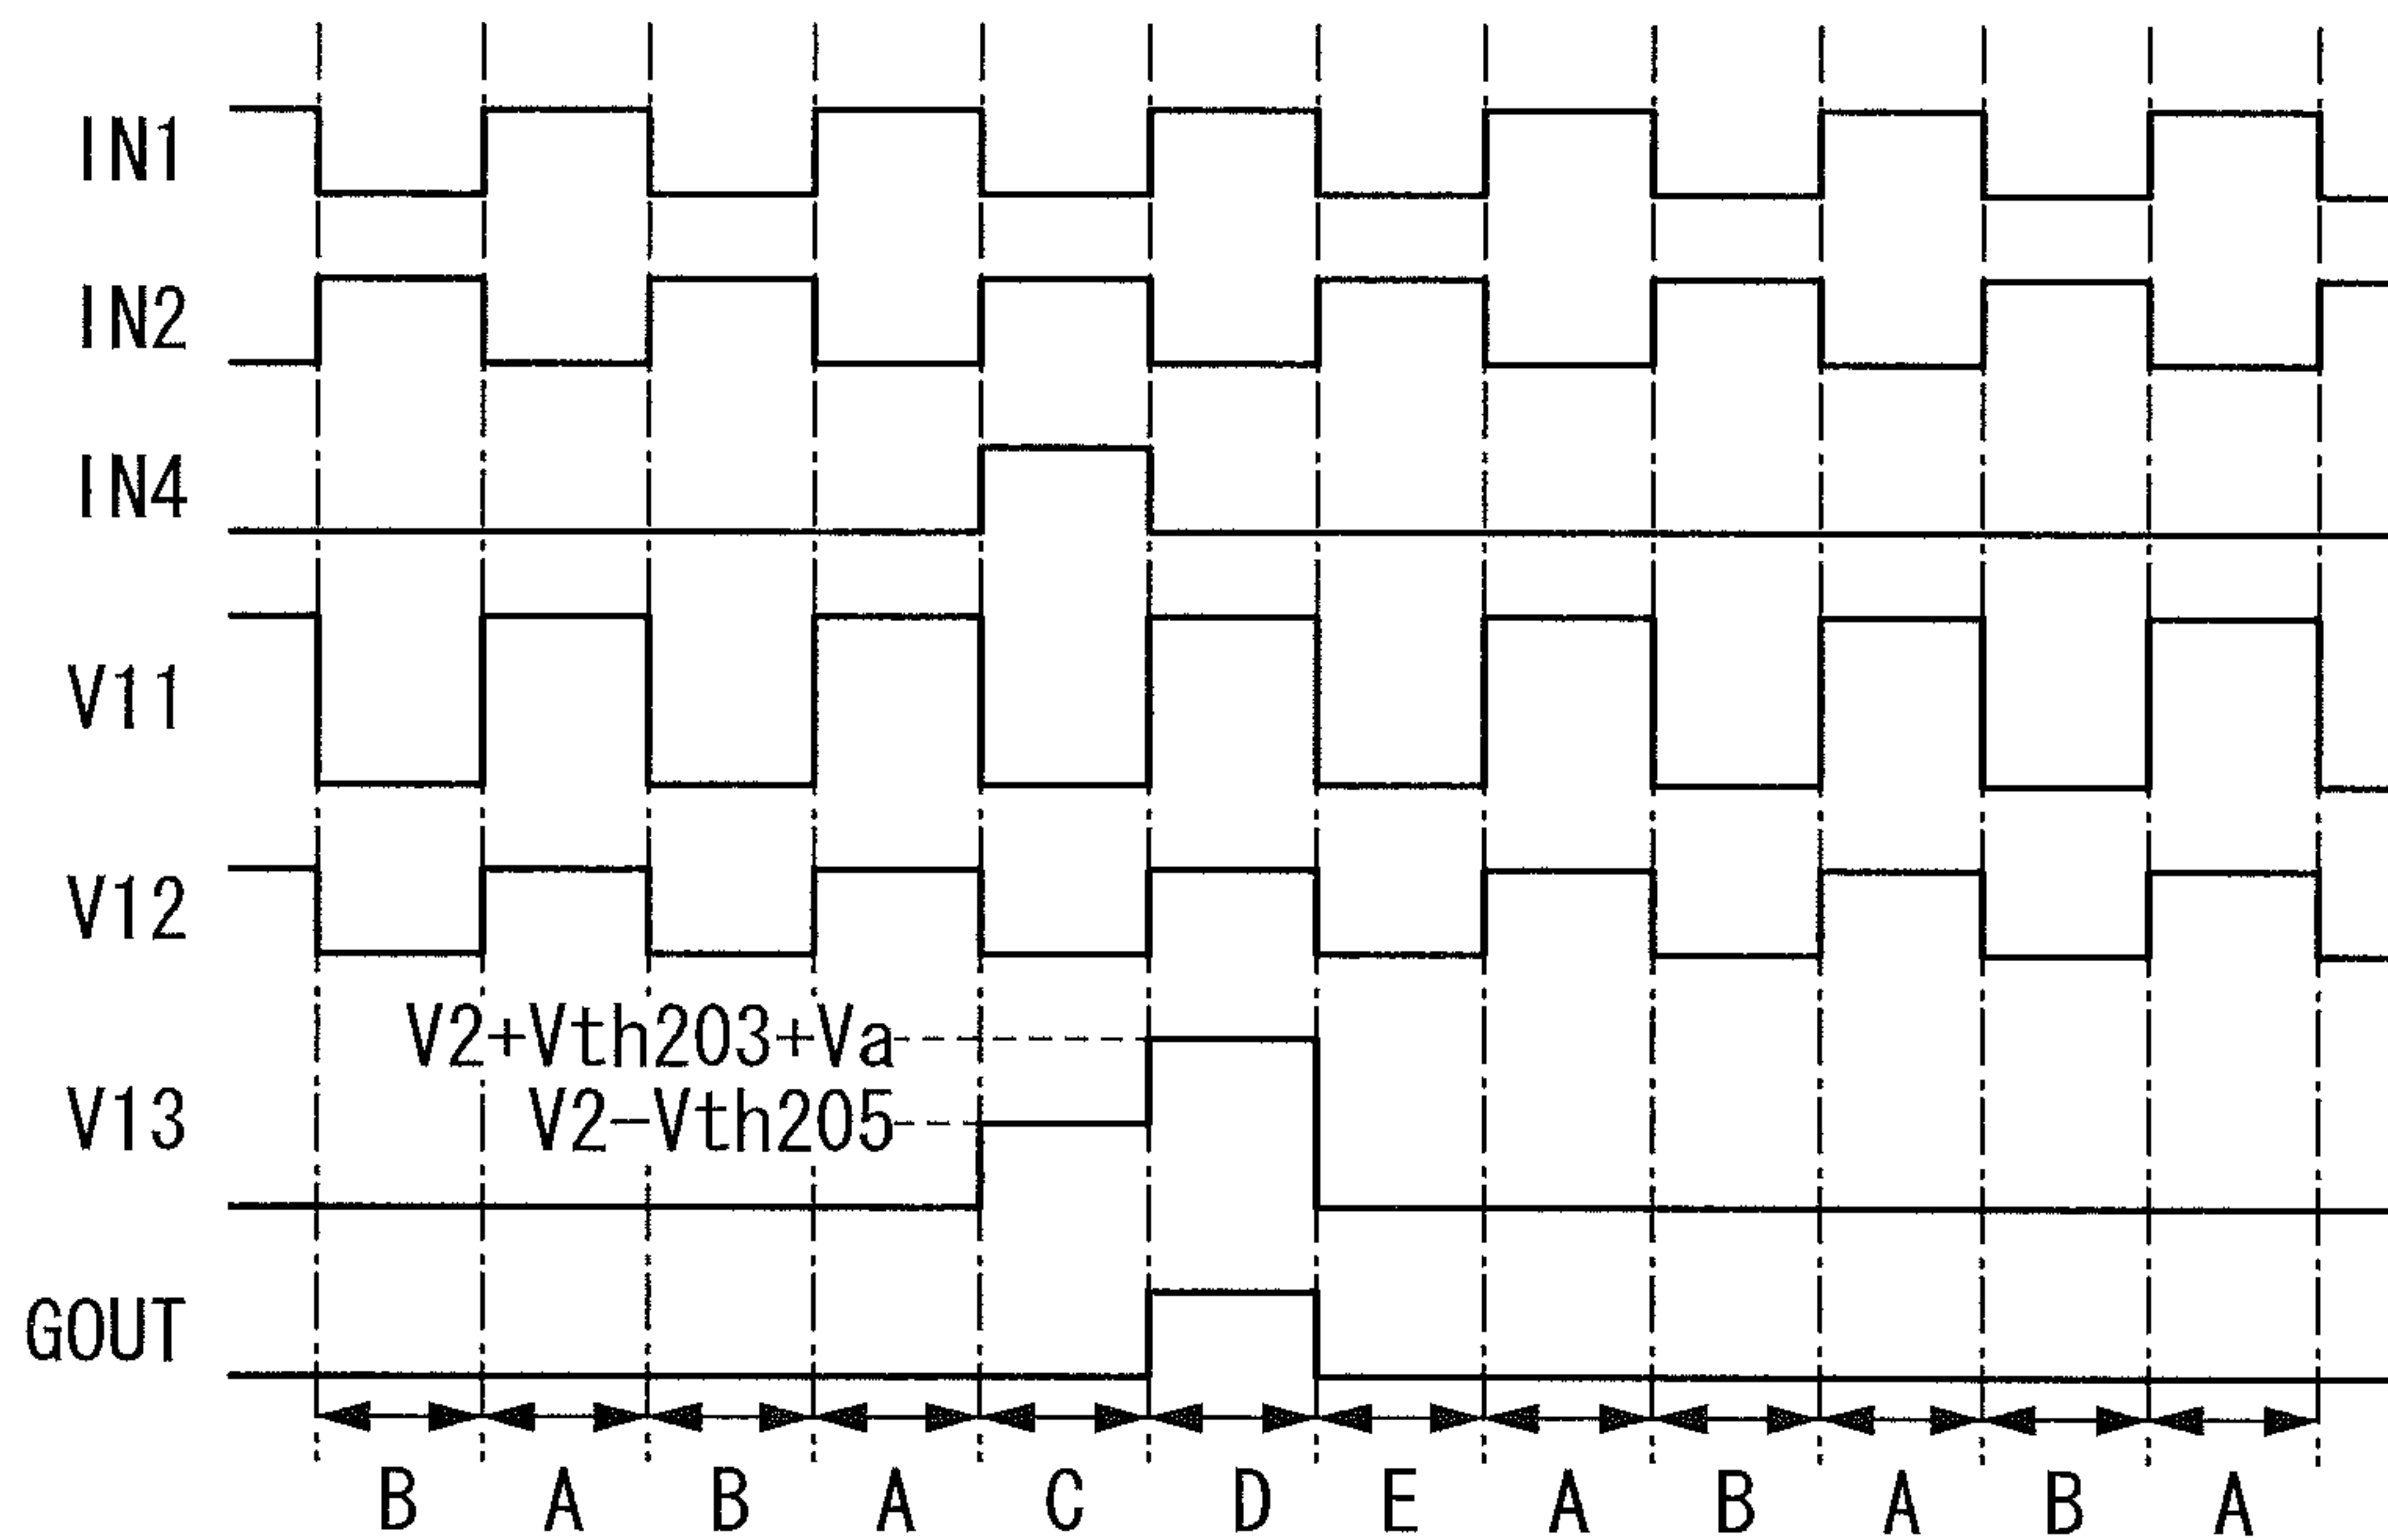 IN1
IN2
IN4
V11
V12
V2+Vth203+Va
V2-Vth205
V13
GOUT
B A B A C D E A B A B A